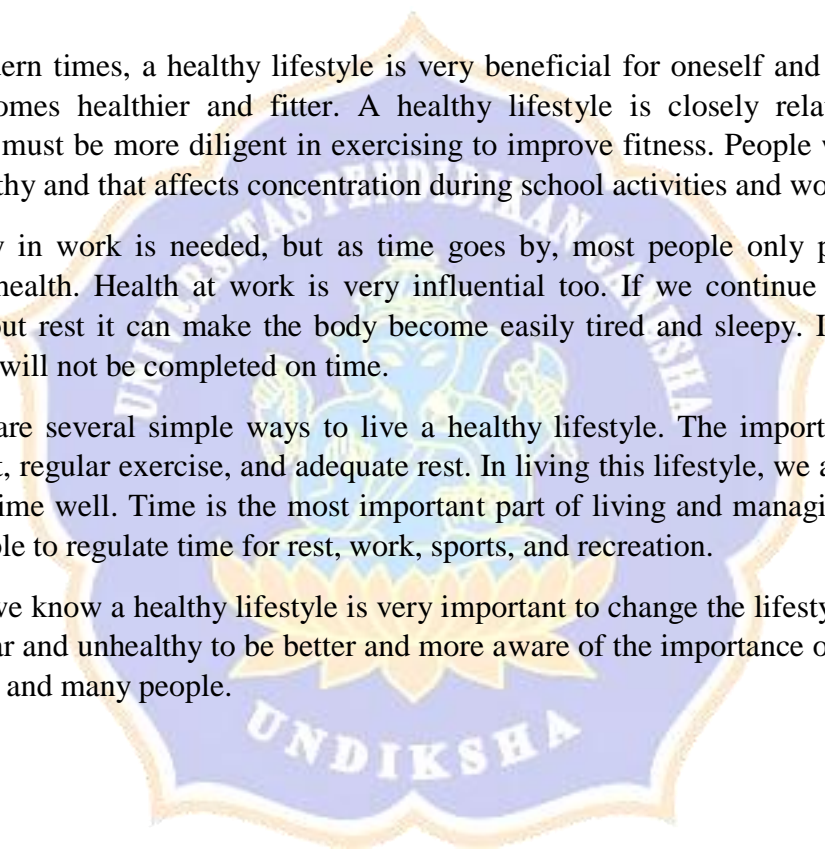 ern times, a healthy lifestyle is very beneficial for oneself and
omes healthier and fitter. A healthy lifestyle is closely rela
must be more diligent in exercising to improve fitness. People
thy and that affects concentration during school activities and wo
in work is needed, but as time goes by, most people only p
health. Health at work is very influential too. If we continue
out rest it can make the body become easily tired and sleepy. I
will not be completed on time.
are several simple ways to live a healthy lifestyle. The import
t, regular exercise, and adequate rest. In living this lifestyle, we a
ime well. Time is the most important part of living and managi
ole to regulate time for rest, work, sports, and recreation.
we know a healthy lifestyle is very important to change the lifesty
ar and unhealthy to be better and more aware of the importance o
and many people.
UNIVERSITAS PENDIDIKAN GANESHA
UNDIKSHA